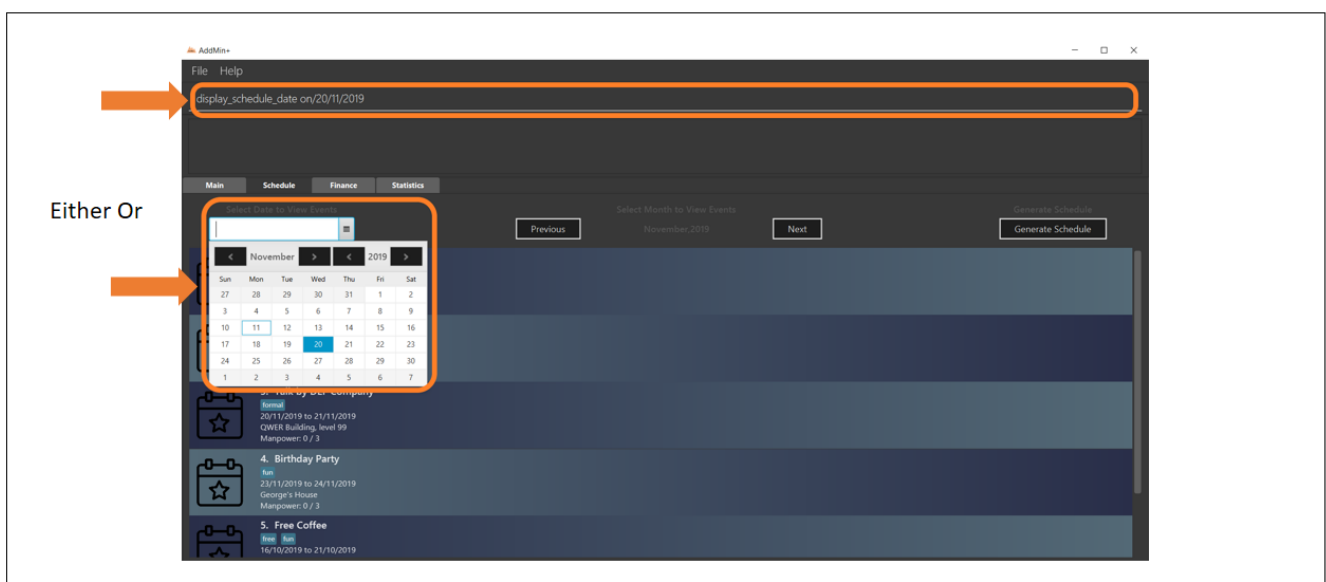 AddMin+
File Help
display_schedule_date on/20/11/2019
Main Schedule Finance Statistics
Either Or
Select Date to View Events Select Month to View Events Generate Schedule
Previous November,2019 Next Generate Schedule
November 2019
Sun Mon Tue Wed Thu Fri Sat
27 28 29 30 31 1 2
3 4 5 6 7 8 9
10 11 12 13 14 15 16
17 18 19 20 21 22 23
24 25 26 27 28 29 30
1 2 3 4 5 6 7
3. Talk by DEF Company
formal
20/11/2019 to 21/11/2019
QWER Building, level 99
Manpower: 0 / 3
4. Birthday Party
fun
23/11/2019 to 24/11/2019
George's House
Manpower: 0 / 3
5. Free Coffee
free fun
16/10/2019 to 21/10/2019